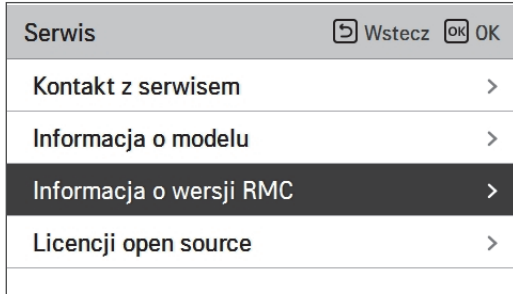 Serwis Wstecz OK OK
Kontakt z serwisem >
Informacja o modelu >
Informacja o wersji RMC >
Licencji open source >